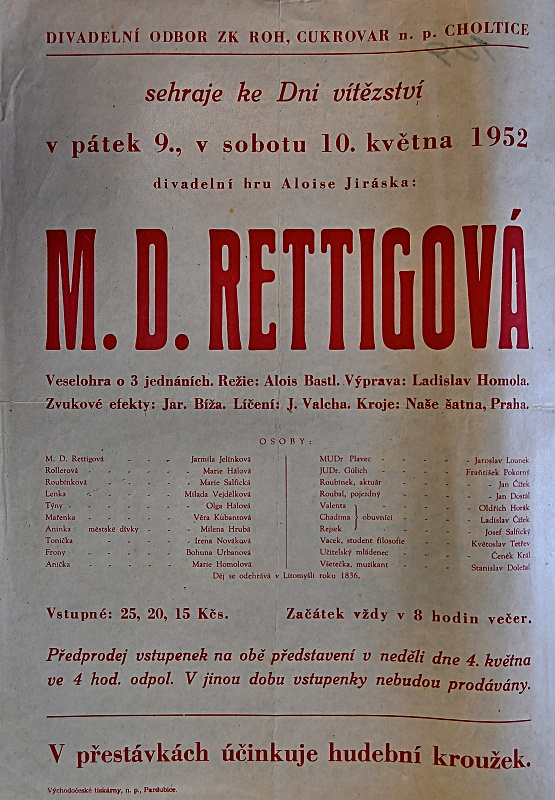 DIVADELNÍ ODBOR ZK ROH, CUKROVAR n. p. CHOLTICE
sehraje ke Dni vítězství
v pátek 9., v sobotu 10. května 1952
divadelní hru Aloise Jiráska:
M. D. RETTIGOVÁ
Veselohra o 3 jednáních. Režie: Alois Bastl. Výprava: Ladislav Homola.
Zvukové efekty: Jar. Bíža. Líčení: J. Valcha. Kroje: Naše šatna, Praha.
OSOBY:
M. D. Rettigová - - - - Jarmila Jelínková
Rollerová - - - - - Marie Hálová
Roubínková - - - - - Marie Salfická
Lenka - - - - - Milada Vejdělková
Týny - - - - - Olga Hálová
Mařenka - - - - - Věra Kubantová
Aninka městské dívky - - - Milena Hrubá
Tonička - - - - - Irena Nováková
Frony - - - - - Bohuna Urbanová
Anička - - - - - Marie Homolová
MUDr Plavec - - - - - Jaroslav Lounek
JUDr. Gülich - - - - - František Pokorný
Roubínek, aktuár - - - - - Jan Čížek
Roubal, pojezdný - - - - - Jan Dostál
Valenta - - - - Oldřich Horák
Chadima } obuvníci - - - - Ladislav Čížek
Rejsek - - - - Josef Salfický
Vacek, student filosofie - - - Květoslav Tetřev
Učitelský mládenec - - - - Čeněk Král
Všetečka, muzikant - - - - Stanislav Doležal
Děj se odehrává v Litomyšli roku 1836.
Vstupné: 25, 20, 15 Kčs. Začátek vždy v 8 hodin večer.
Předprodej vstupenek na obě představení v neděli dne 4. května
ve 4 hod. odpol. V jinou dobu vstupenky nebudou prodávány.
V přestávkách účinkuje hudební kroužek.
Východočeské tiskárny, n. p., Pardubice.